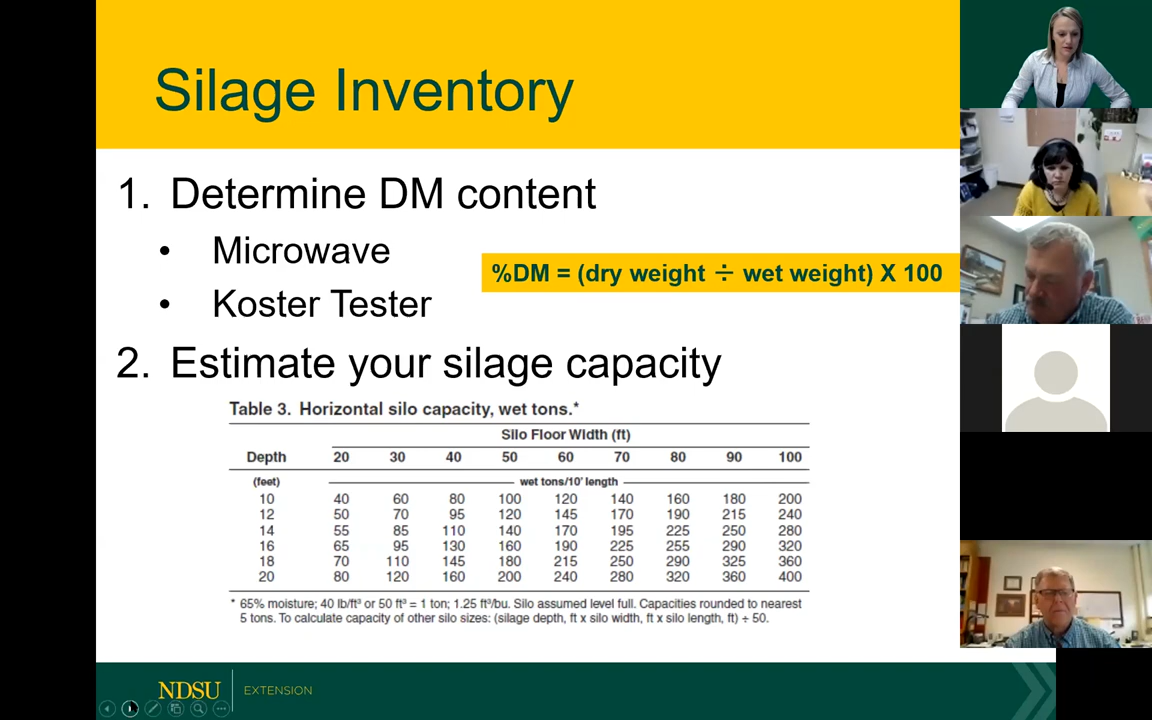 Silage Inventory
1. Determine DM content
• Microwave
%DM = (dry weight ÷ wet weight) X 100
• Koster Tester
2. Estimate your silage capacity
Table 3. Horizontal silo capacity, wet tons.*
Silo Floor Width (ft)
Depth 20 30 40 50 60 70 80 90 100
(feet) wet tons/10' length
10 40 60 80 100 120 140 160 180 200
12 50 70 95 120 145 170 190 215 240
14 55 85 110 140 170 195 225 250 280
16 65 95 130 160 190 225 255 290 320
18 70 110 145 180 215 250 290 325 360
20 80 120 160 200 240 280 320 360 400
* 65% moisture; 40 lb/ft³ or 50 ft³ = 1 ton; 1.25 ft³/bu. Silo assumed level full. Capacities rounded to nearest
5 tons. To calculate capacity of other silo sizes: (silage depth, ft x silo width, ft x silo length, ft) ÷ 50.
NDSU EXTENSION